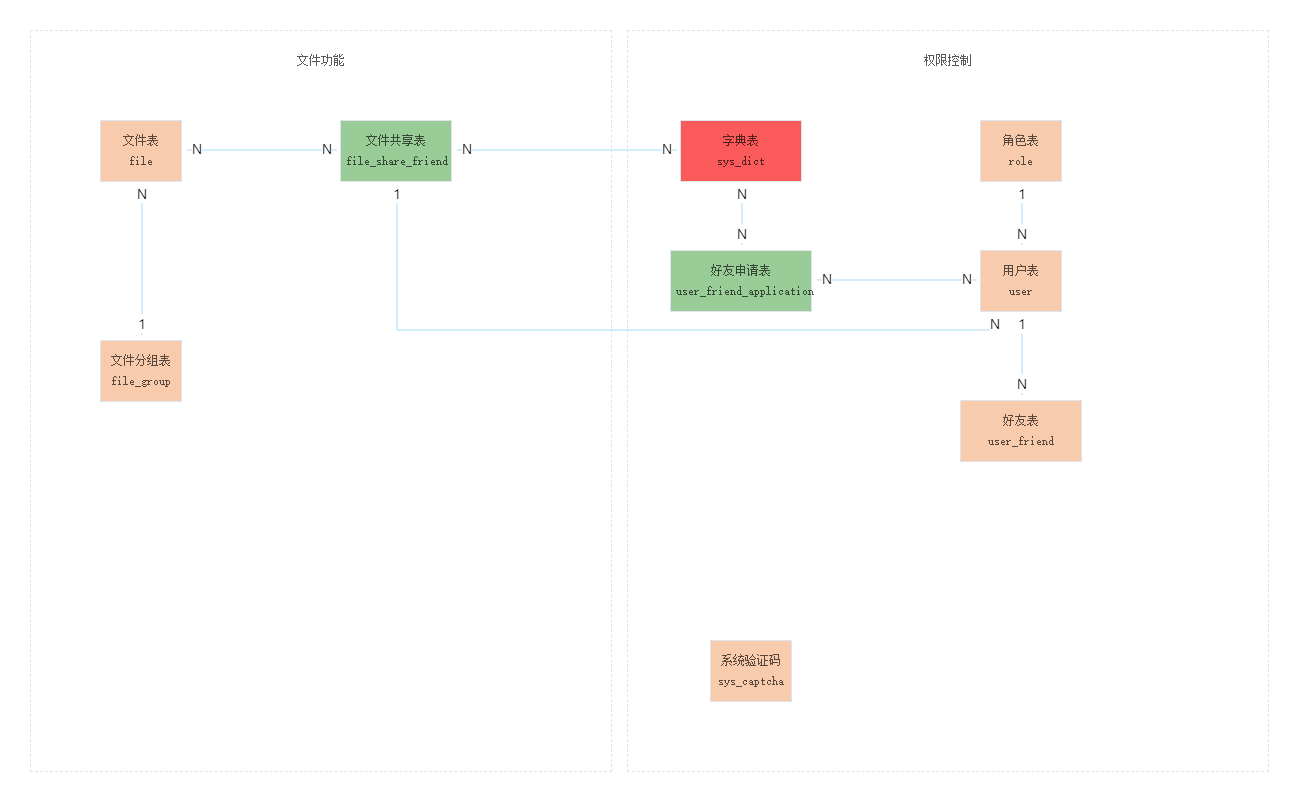 文件功能
权限控制
文件表
file
N
N
文件共享表
file_share_friend
N
N
字典表
sys_dict
角色表
role
N
1
N
1
N
N
好友申请表
user_friend_application
N
N
用户表
user
1
N
1
文件分组表
file_group
N
好友表
user_friend
系统验证码
sys_captcha